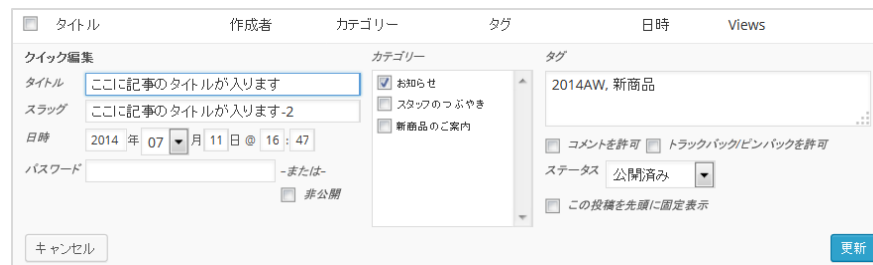 タイトル 作成者 カテゴリー タグ 日時 Views
クイック編集
タイトル ここに記事のタイトルが入ります
スラッグ ここに記事のタイトルが入ります-2
日時 2014 年 07 月 11 日 @ 16 : 47
パスワード -または-
非公開
カテゴリー
お知らせ
スタッフのつぶやき
新商品のご案内
タグ
2014AW, 新商品
コメントを許可 トラックバック/ピンバックを許可
ステータス 公開済み
この投稿を先頭に固定表示
キャンセル 更新